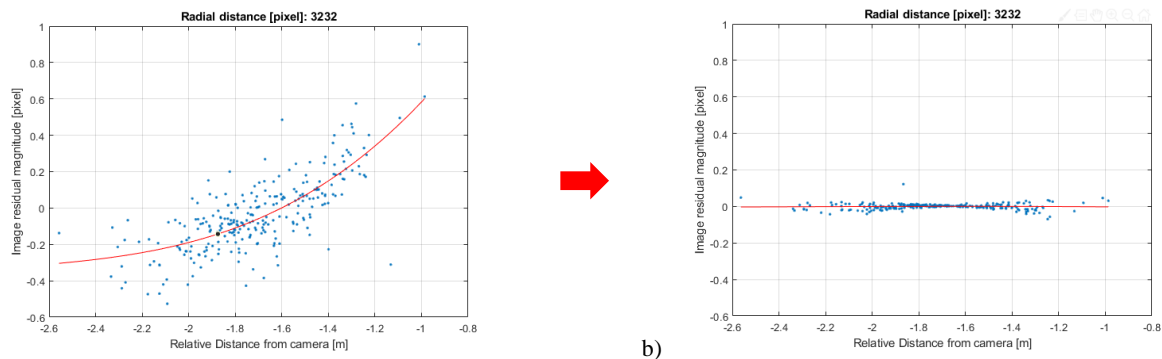 Radial distance [pixel]: 3232
1
0.8
0.6
0.4
0.2
0
-0.2
-0.4
-0.6
Image residual magnitude [pixel]
-2.6 -2.4 -2.2 -2 -1.8 -1.6 -1.4 -1.2 -1 -0.8
Relative Distance from camera [m]
b)
Radial distance [pixel]: 3232
1
0.8
0.6
0.4
0.2
0
-0.2
-0.4
-0.6
Image residual magnitude [pixel]
-2.6 -2.4 -2.2 -2 -1.8 -1.6 -1.4 -1.2 -1 -0.8
Relative Distance from camera [m]